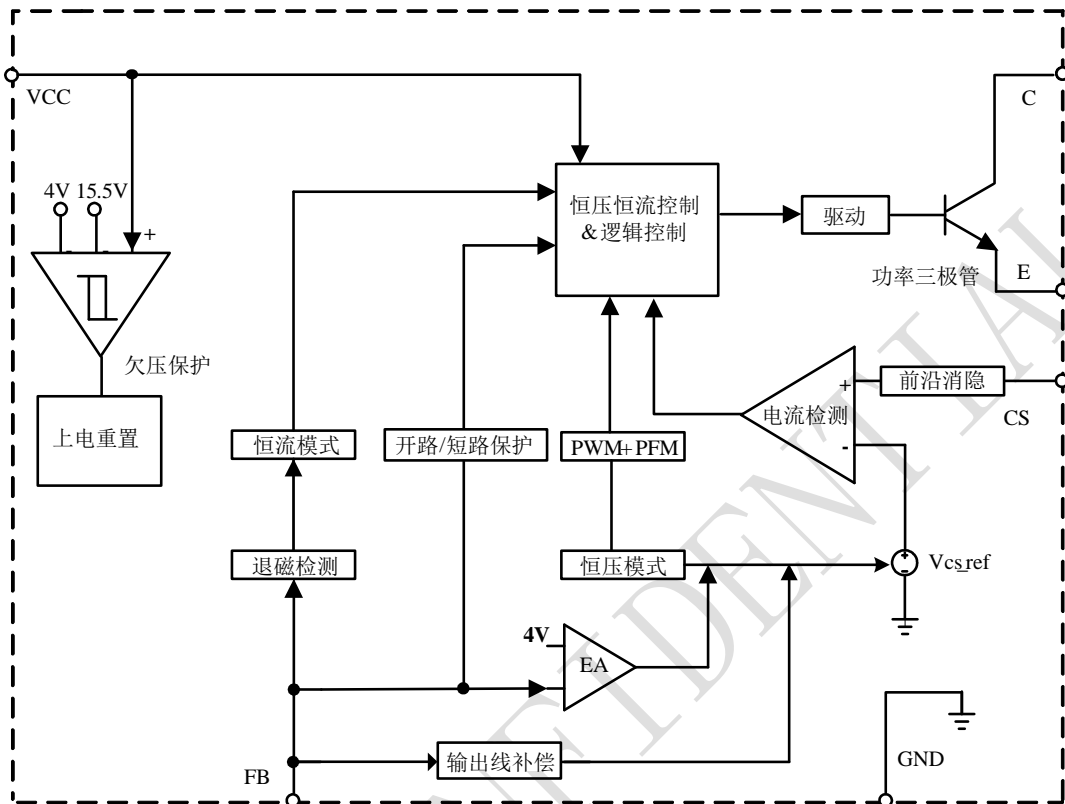 VCC
C
4V 15.5V
+
- -
恒压恒流控制
&逻辑控制
驱动
功率三极管
E
欠压保护
上电重置
恒流模式
开路/短路保护
PWM+PFM
+
电流检测
-
前沿消隐
CS
退磁检测
恒压模式
+
-
Vcs_ref
4V
EA
FB
输出线补偿
GND
FIDENTIAL